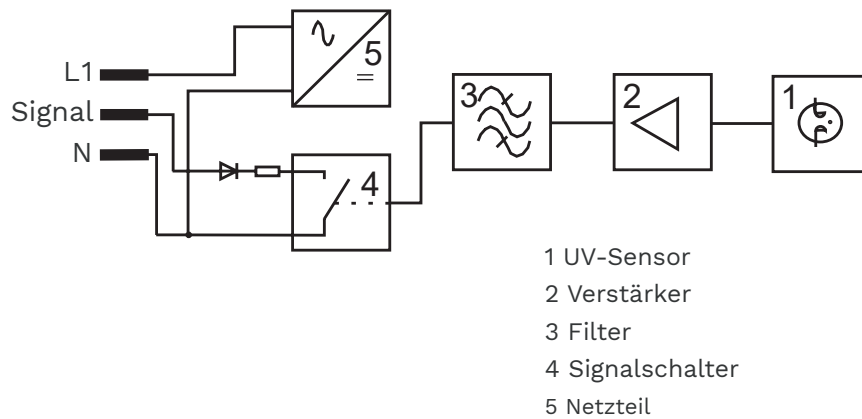 5
=
L1
3
2
1
Signal
N
4
1 UV-Sensor
2 Verstärker
3 Filter
4 Signalschalter
5 Netzteil